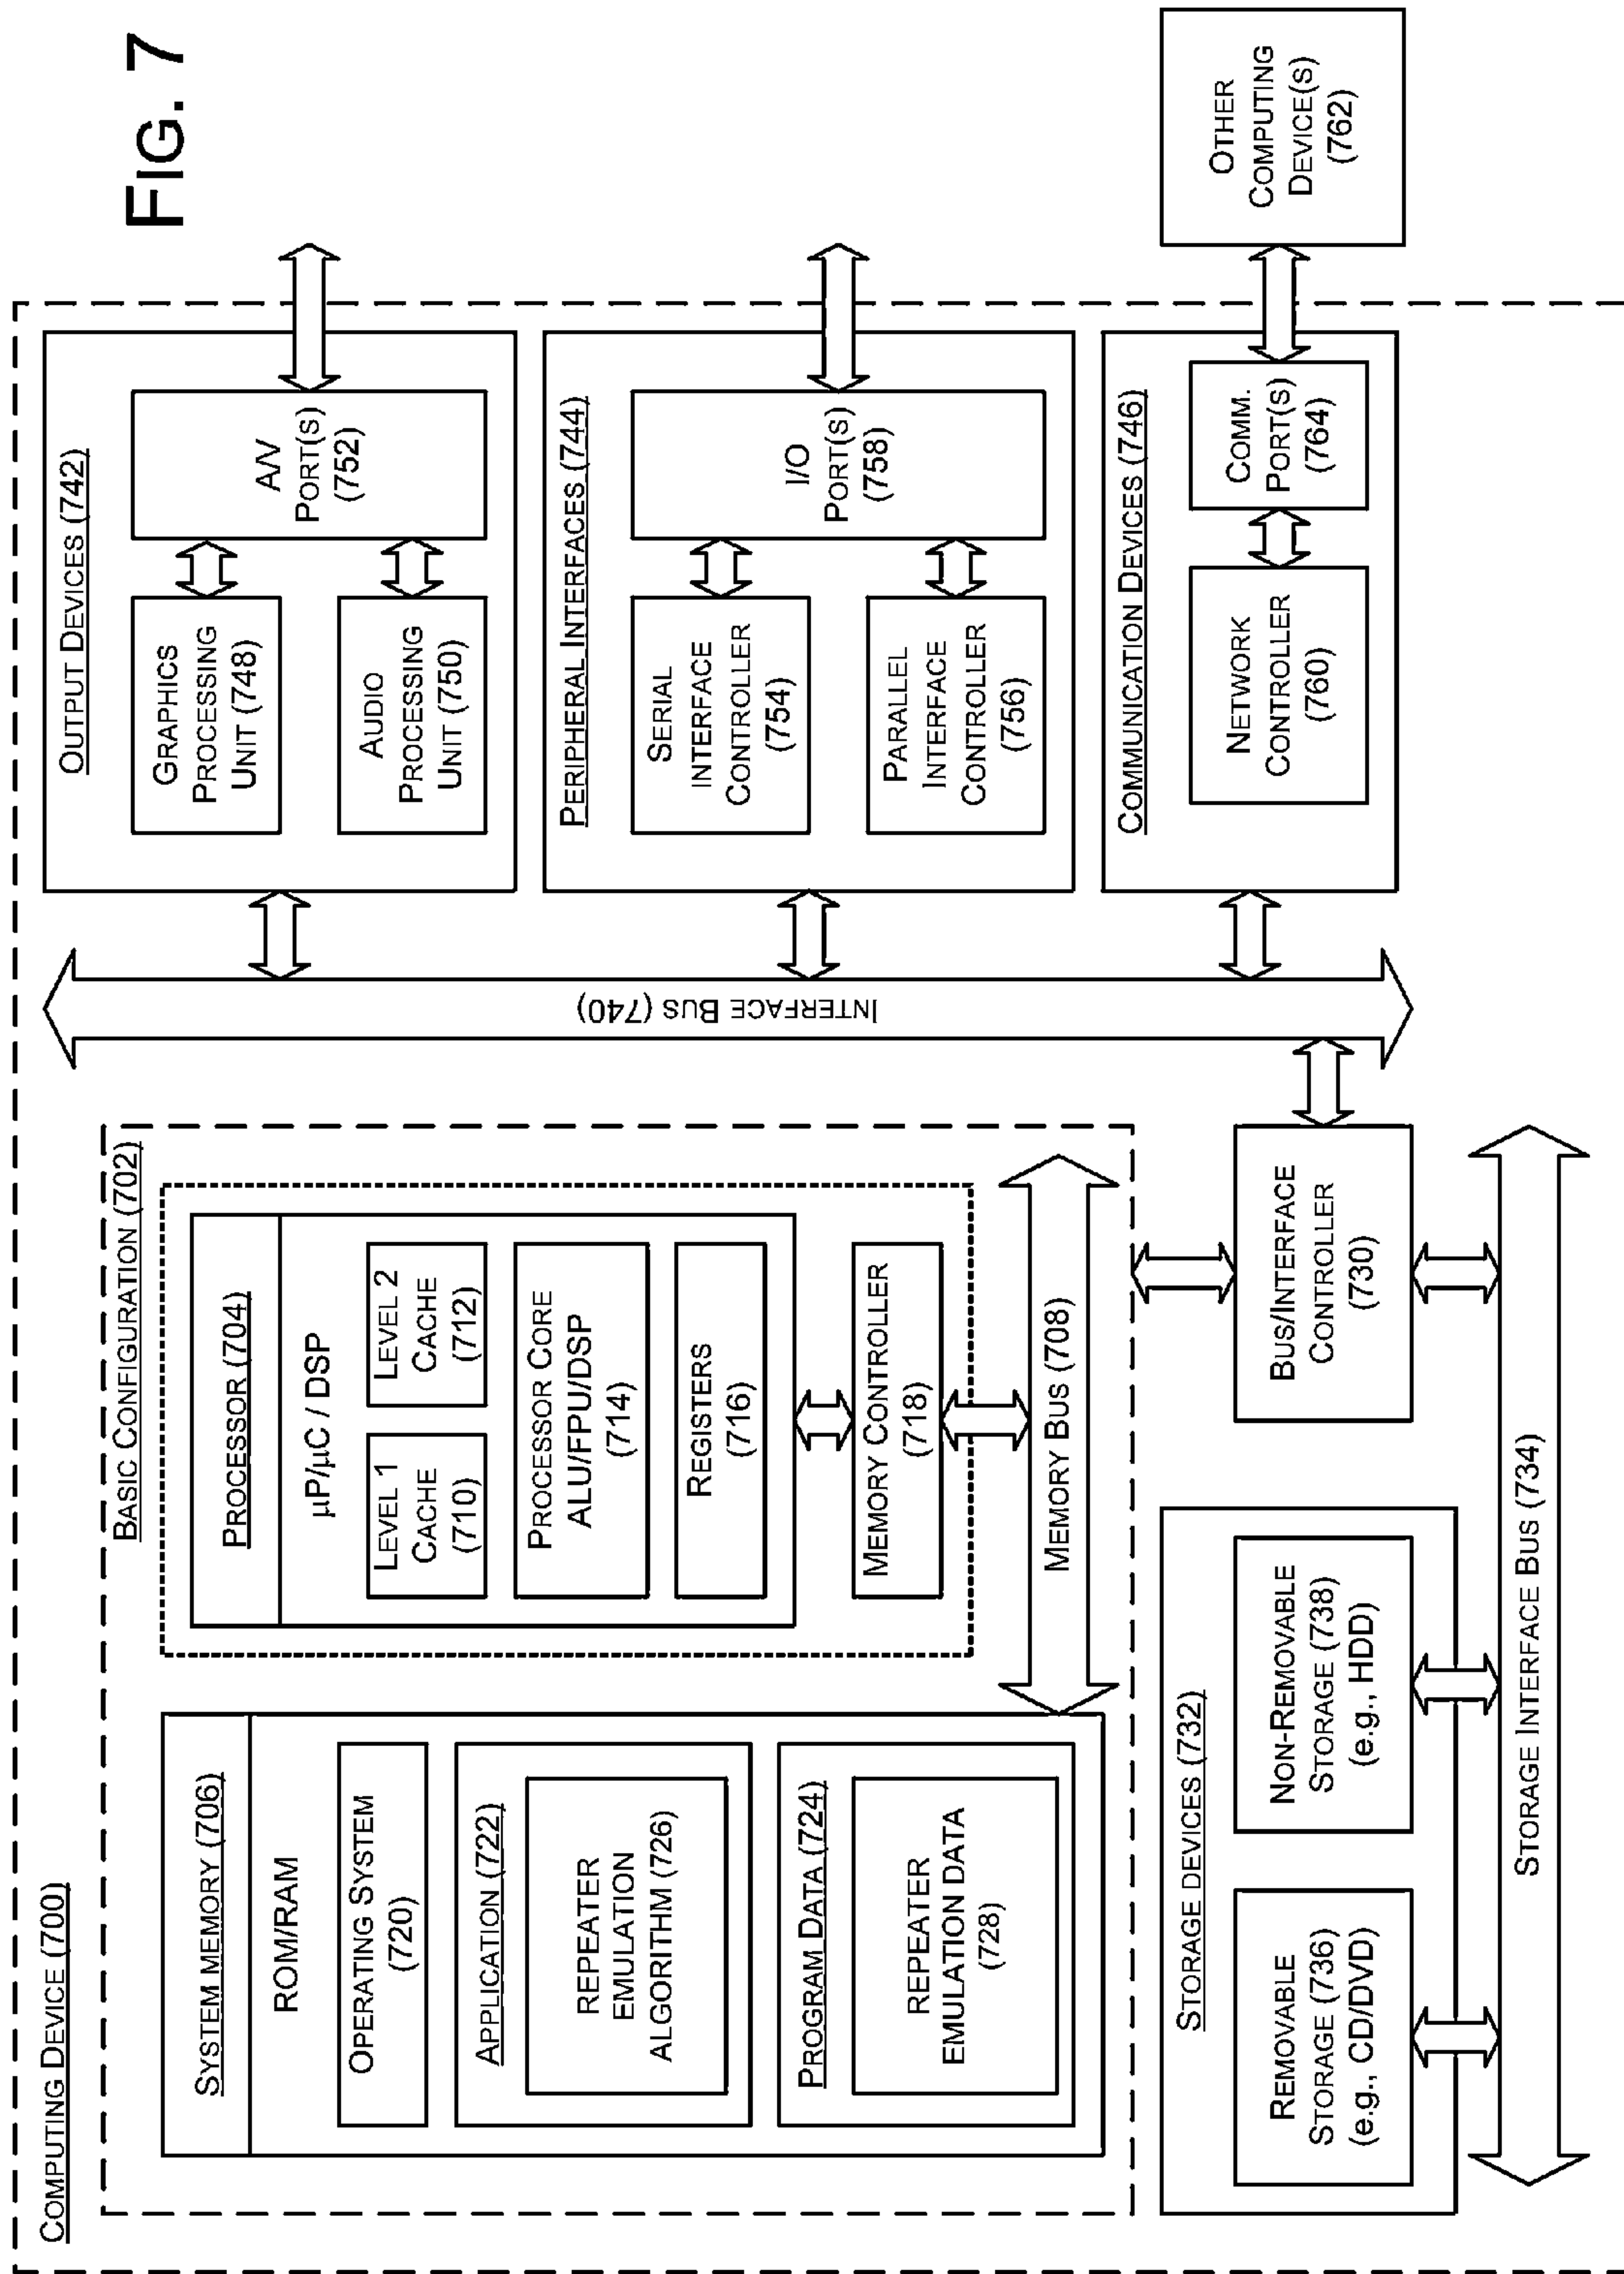 COMPUTING DEVICE (700)
FIG. 7
BASIC CONFIGURATION (702)
SYSTEM MEMORY (706)
ROM/RAM
OPERATING SYSTEM
(720)
APPLICATION (722)
REPEATER
EMULATION
ALGORITHM (726)
PROGRAM DATA (724)
REPEATER
EMULATION DATA
(728)
PROCESSOR (704)
µP/µC / DSP
LEVEL 1
CACHE
(710)
LEVEL 2
CACHE
(712)
PROCESSOR CORE
ALU/FPU/DSP
(714)
REGISTERS
(716)
MEMORY CONTROLLER
(718)
MEMORY BUS (708)
BUS/INTERFACE
CONTROLLER
(730)
STORAGE DEVICES (732)
REMOVABLE
STORAGE (736)
(e.g., CD/DVD)
NON-REMOVABLE
STORAGE (738)
(e.g., HDD)
STORAGE INTERFACE BUS (734)
INTERFACE BUS (740)
OUTPUT DEVICES (742)
GRAPHICS
PROCESSING
UNIT (748)
AUDIO
PROCESSING
UNIT (750)
A/V
PORT(S)
(752)
PERIPHERAL INTERFACES (744)
SERIAL
INTERFACE
CONTROLLER
(754)
PARALLEL
INTERFACE
CONTROLLER
(756)
I/O
PORT(S)
(758)
COMMUNICATION DEVICES (746)
NETWORK
CONTROLLER
(760)
COMM.
PORT(S)
(764)
OTHER
COMPUTING
DEVICE(S)
(762)